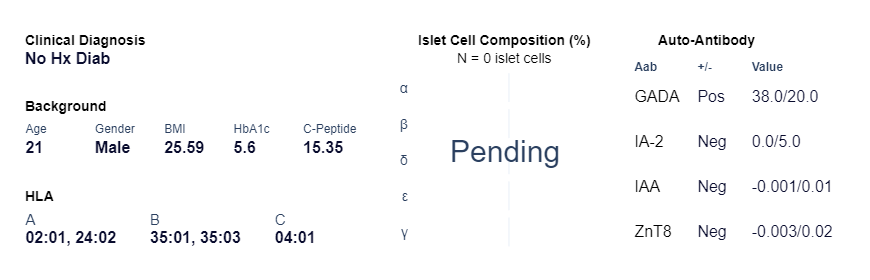 Clinical Diagnosis
No Hx Diab
Background
Age Gender BMI HbA1c C-Peptide
21 Male 25.59 5.6 15.35
HLA
A B C
02:01, 24:02 35:01, 35:03 04:01
Islet Cell Composition (%)
N = 0 islet cells
α
β
δ
ε
γ
Pending
Auto-Antibody
Aab +/- Value
GADA Pos 38.0/20.0
IA-2 Neg 0.0/5.0
IAA Neg -0.001/0.01
ZnT8 Neg -0.003/0.02